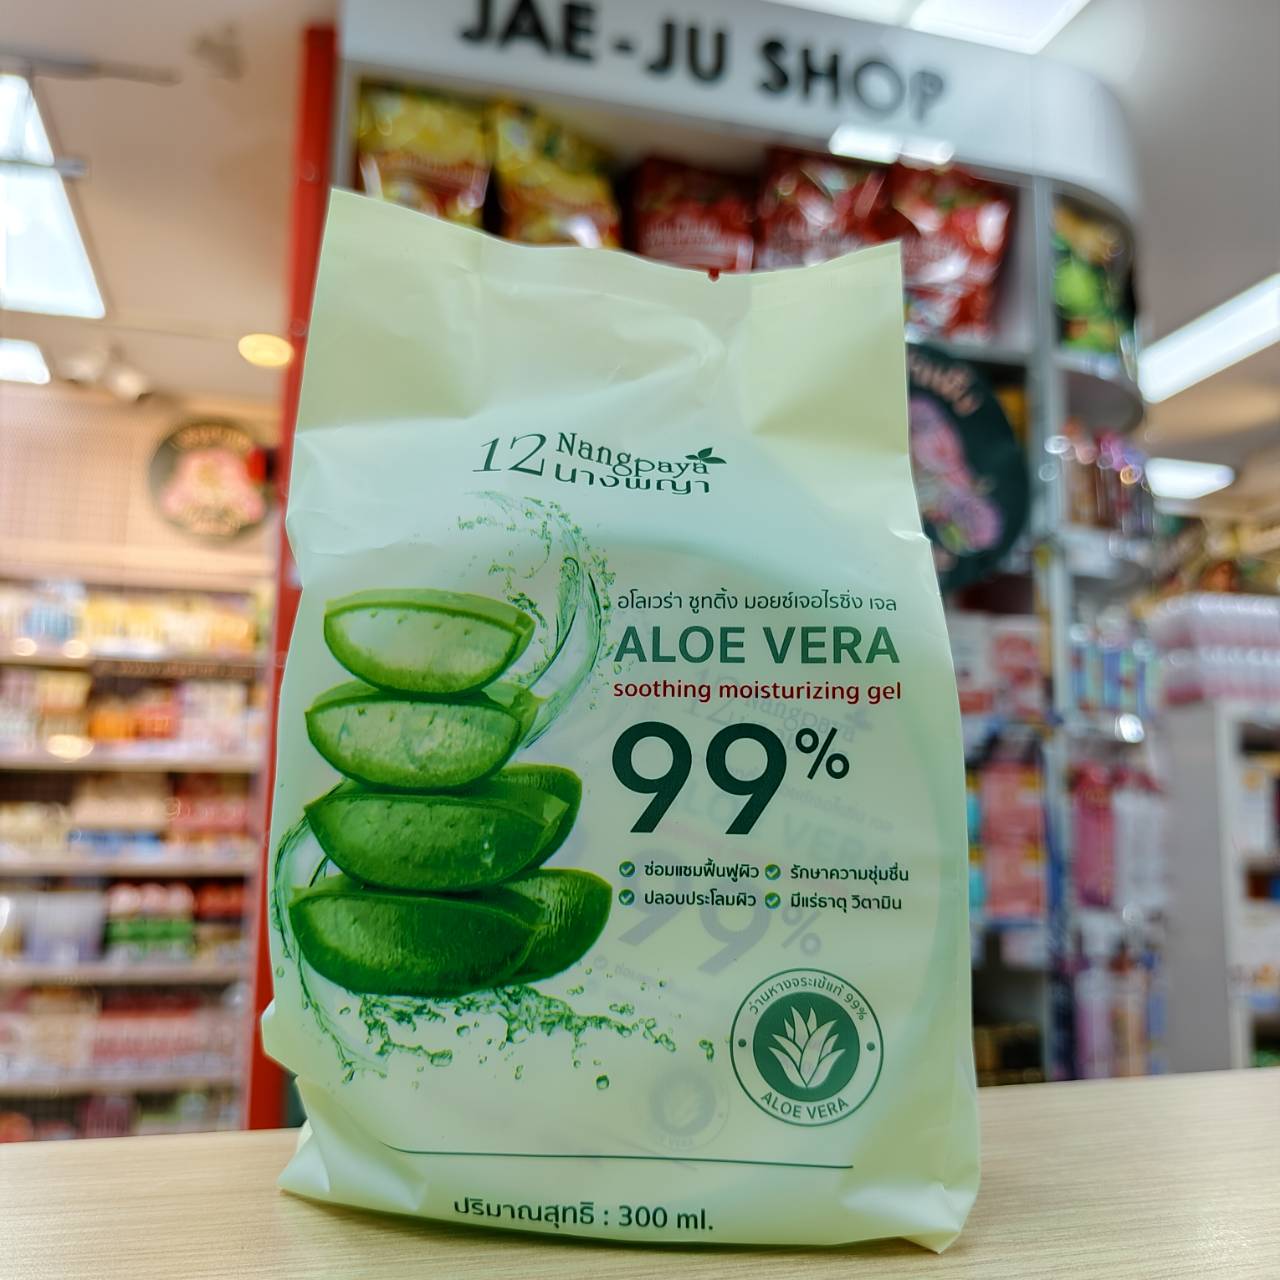 JAE-JU SHOP
12 Nangpaya
นางพญา
อโลเวร่า ซูทติ้ง มอยซ์เจอไรซิ่ง เจล
ALOE VERA
soothing moisturizing gel
99%
ซ่อมแซมฟื้นฟูผิว รักษาความชุ่มชื่น
ปลอบประโลมผิว มีแร่ธาตุ วิตามิน
ว่านหางจระเข้แท้ 99%
ALOE VERA
ปริมาณสุทธิ : 300 ml.